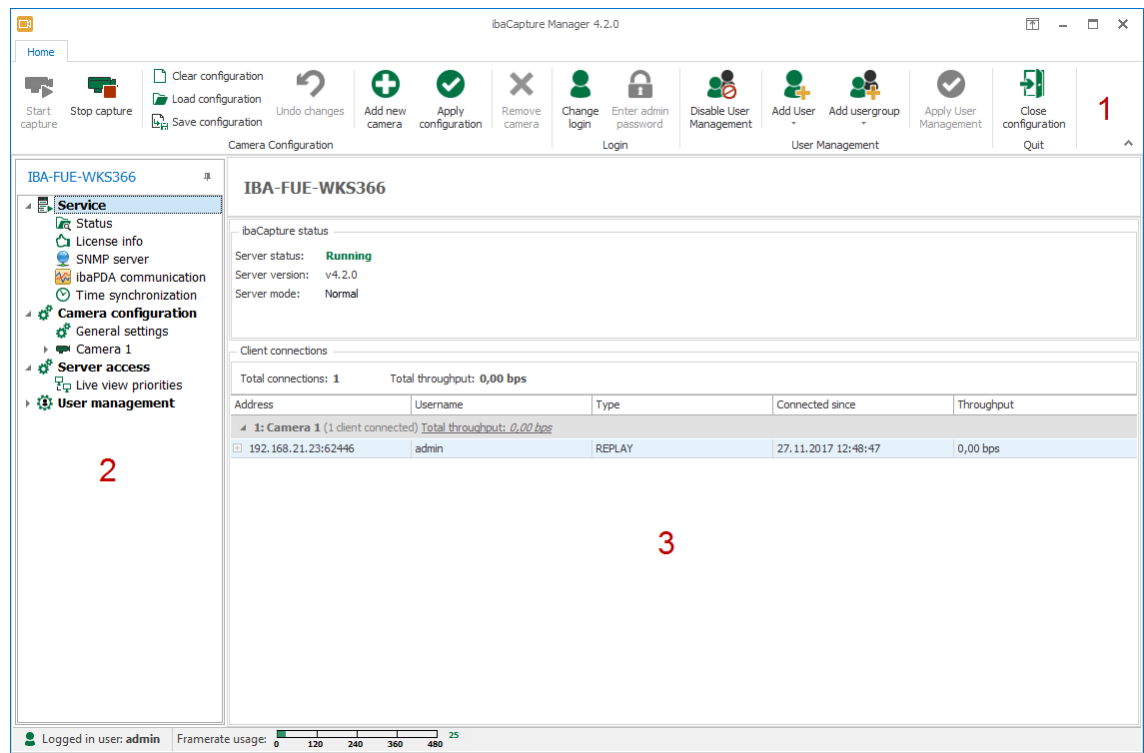 ibaCapture Manager 4.2.0
Home
Start capture
Stop capture
Clear configuration
Load configuration
Save configuration
Undo changes
Add new camera
Apply configuration
Remove camera
Change login
Enter admin password
Disable User Management
Add User
Add usergroup
Apply User Management
Close configuration
1
Camera Configuration
Login
User Management
Quit
IBA-FUE-WKS366
Service
Status
License info
SNMP server
ibaPDA communication
Time synchronization
Camera configuration
General settings
Camera 1
Server access
Live view priorities
User management
2
IBA-FUE-WKS366
ibaCapture status
Server status: Running
Server version: v4.2.0
Server mode: Normal
Client connections
Total connections: 1 Total throughput: 0,00 bps
Address Username Type Connected since Throughput
1: Camera 1 (1 client connected) Total throughput: 0,00 bps
192.168.21.23:62446 admin REPLAY 27.11.2017 12:48:47 0,00 bps
3
Logged in user: admin Framerate usage: 0 120 240 360 480 25